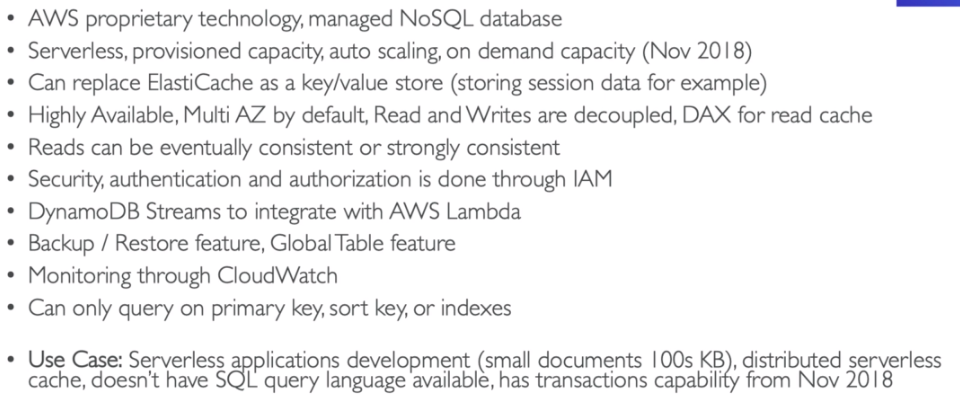 • AWS proprietary technology, managed NoSQL database
• Serverless, provisioned capacity, auto scaling, on demand capacity (Nov 2018)
• Can replace ElastiCache as a key/value store (storing session data for example)
• Highly Available, Multi AZ by default, Read and Writes are decoupled, DAX for read cache
• Reads can be eventually consistent or strongly consistent
• Security, authentication and authorization is done through IAM
• DynamoDB Streams to integrate with AWS Lambda
• Backup / Restore feature, Global Table feature
• Monitoring through CloudWatch
• Can only query on primary key, sort key, or indexes
• Use Case: Serverless applications development (small documents 100s KB), distributed serverless
cache, doesn't have SQL query language available, has transactions capability from Nov 2018